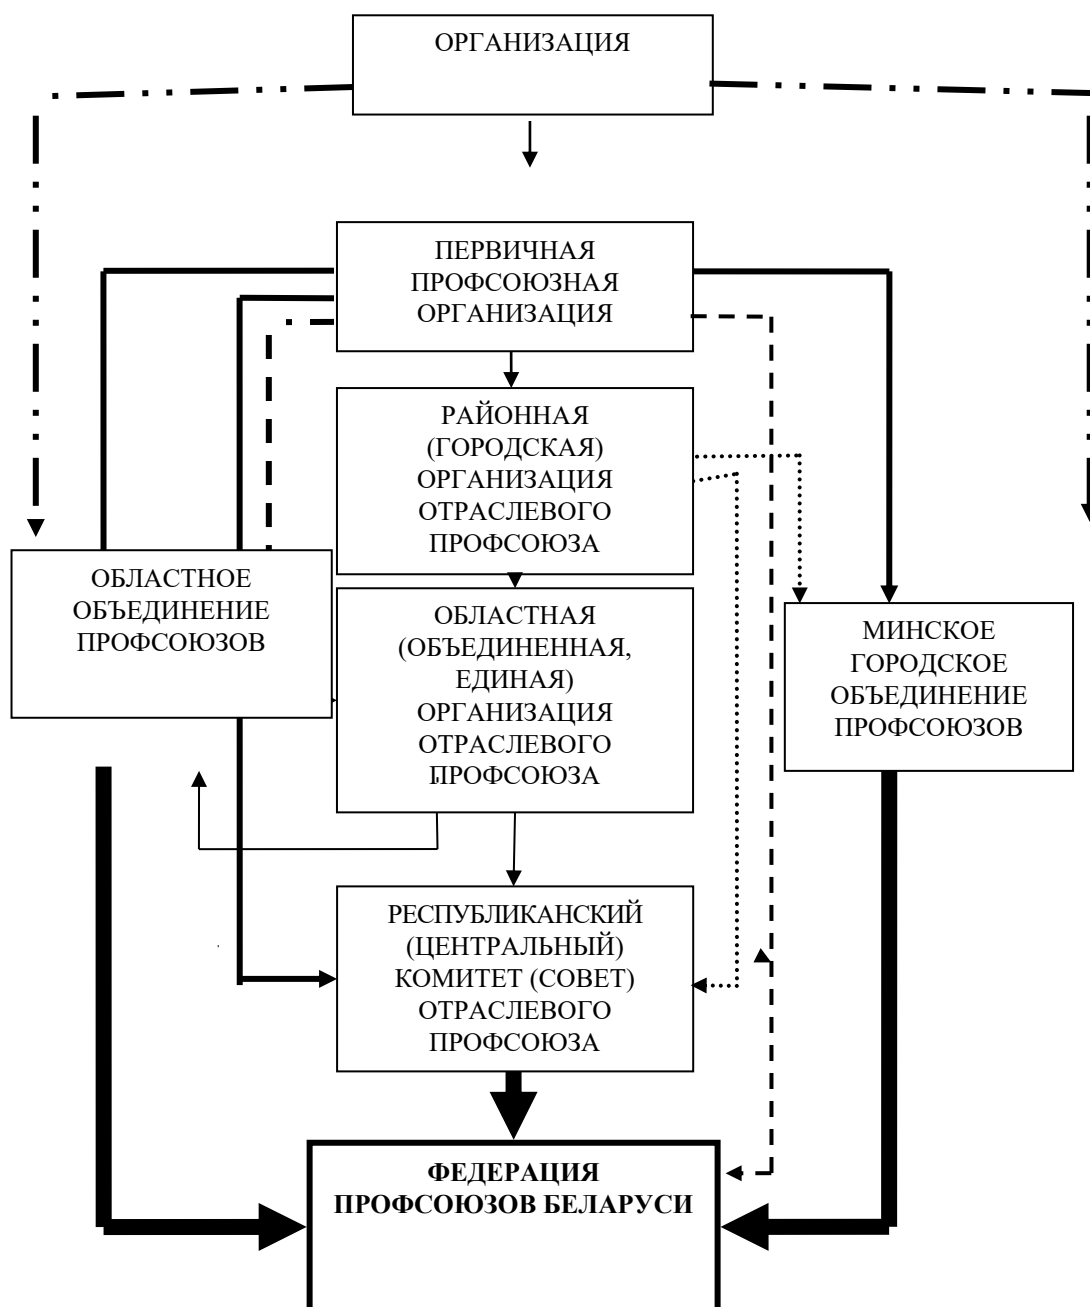 ОРГАНИЗАЦИЯ
ПЕРВИЧНАЯ
ПРОФСОЮЗНАЯ
ОРГАНИЗАЦИЯ
РАЙОННАЯ
(ГОРОДСКАЯ)
ОРГАНИЗАЦИЯ
ОТРАСЛЕВОГО
ПРОФСОЮЗА
ОБЛАСТНОЕ
ОБЪЕДИНЕНИЕ
ПРОФСОЮЗОВ
ОБЛАСТНАЯ
(ОБЪЕДИНЕННАЯ,
ЕДИНАЯ)
ОРГАНИЗАЦИЯ
ОТРАСЛЕВОГО
ПРОФСОЮЗА
МИНСКОЕ
ГОРОДСКОЕ
ОБЪЕДИНЕНИЕ
ПРОФСОЮЗОВ
РЕСПУБЛИКАНСКИЙ
(ЦЕНТРАЛЬНЫЙ)
КОМИТЕТ (СОВЕТ)
ОТРАСЛЕВОГО
ПРОФСОЮЗА
ФЕДЕРАЦИЯ
ПРОФСОЮЗОВ БЕЛАРУСИ